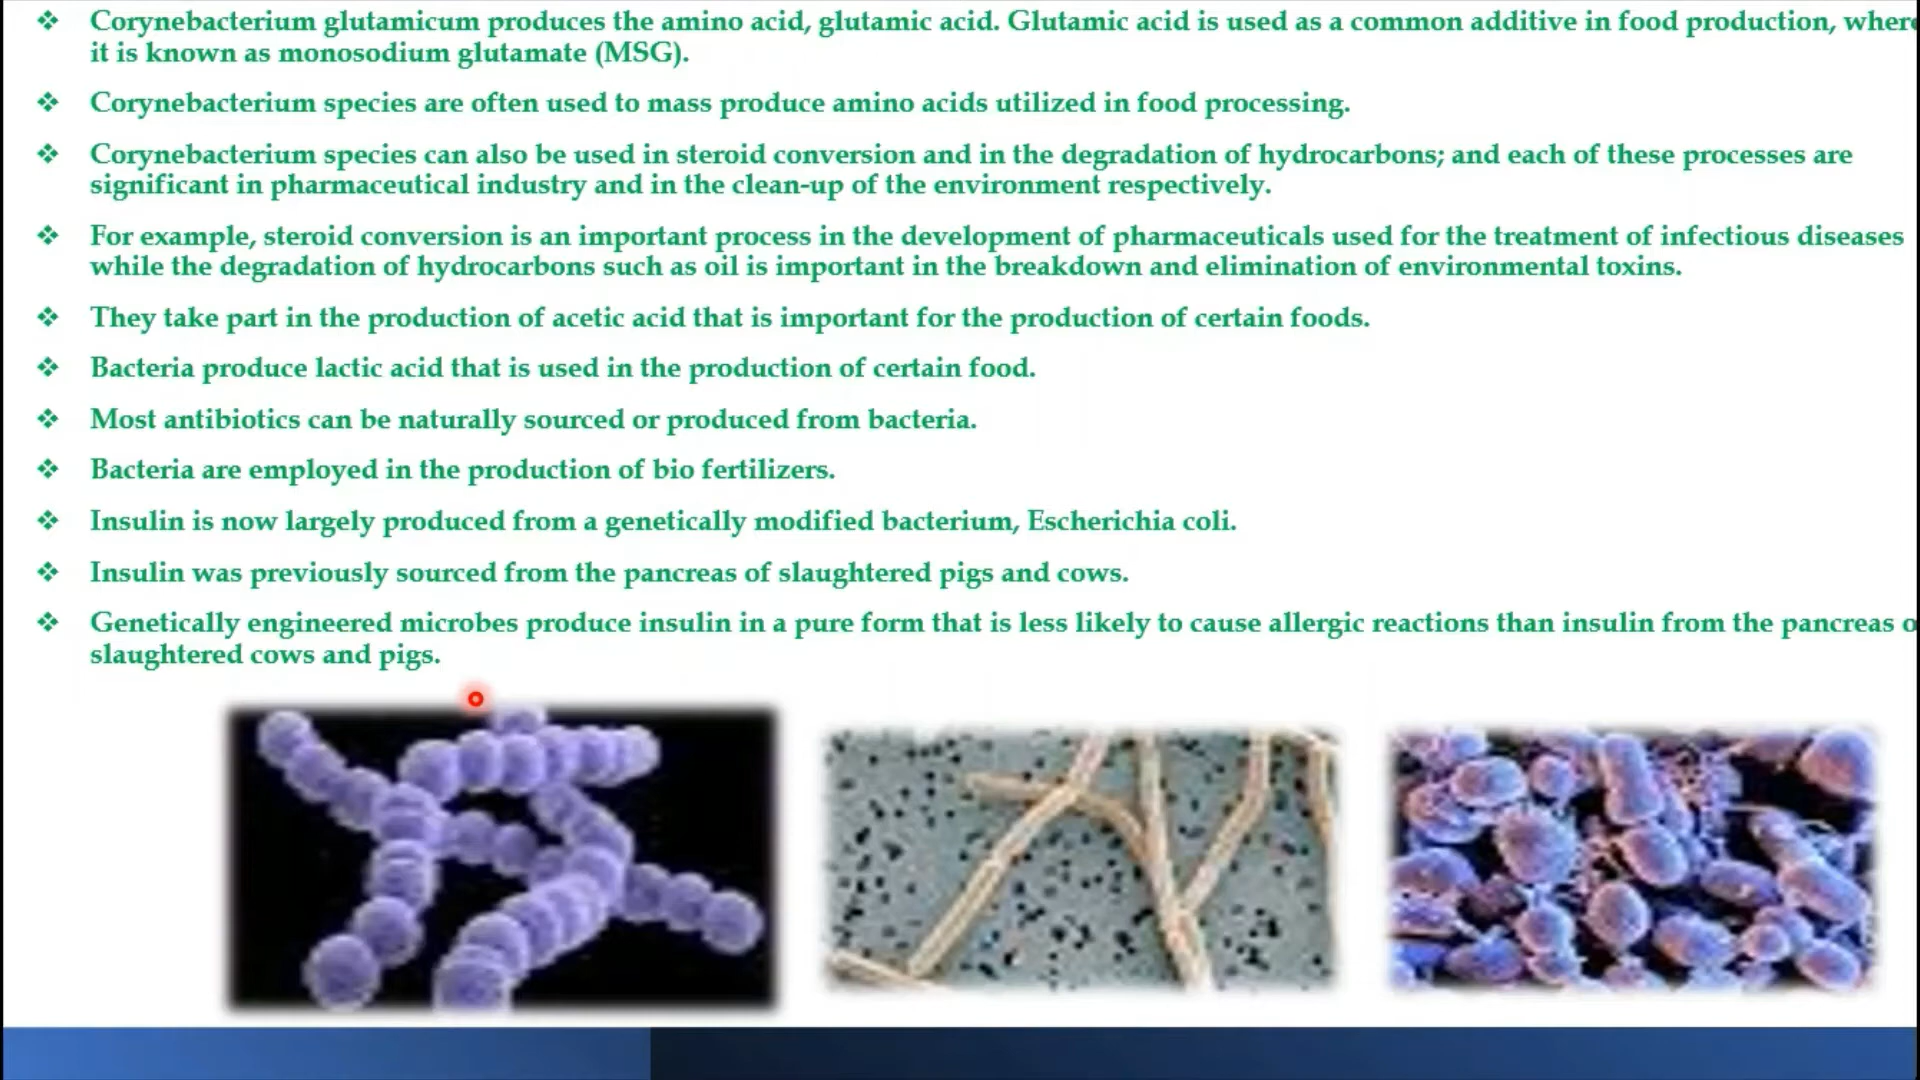 ❖ Corynebacterium glutamicum produces the amino acid, glutamic acid. Glutamic acid is used as a common additive in food production, where
it is known as monosodium glutamate (MSG).
❖ Corynebacterium species are often used to mass produce amino acids utilized in food processing.
❖ Corynebacterium species can also be used in steroid conversion and in the degradation of hydrocarbons; and each of these processes are
significant in pharmaceutical industry and in the clean-up of the environment respectively.
❖ For example, steroid conversion is an important process in the development of pharmaceuticals used for the treatment of infectious diseases
while the degradation of hydrocarbons such as oil is important in the breakdown and elimination of environmental toxins.
❖ They take part in the production of acetic acid that is important for the production of certain foods.
❖ Bacteria produce lactic acid that is used in the production of certain food.
❖ Most antibiotics can be naturally sourced or produced from bacteria.
❖ Bacteria are employed in the production of bio fertilizers.
❖ Insulin is now largely produced from a genetically modified bacterium, Escherichia coli.
❖ Insulin was previously sourced from the pancreas of slaughtered pigs and cows.
❖ Genetically engineered microbes produce insulin in a pure form that is less likely to cause allergic reactions than insulin from the pancreas o
slaughtered cows and pigs.